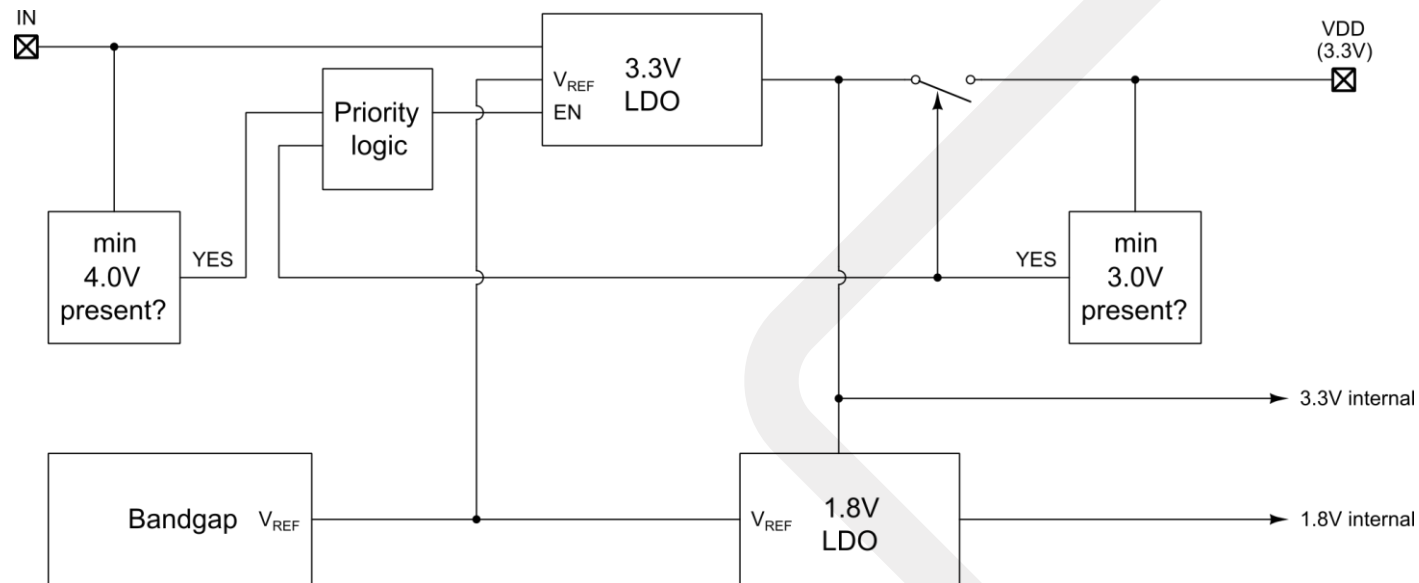 IN
VDD
(3.3V)
3.3V
LDO
VREF
EN
Priority
logic
min
4.0V
present?
YES
YES
min
3.0V
present?
3.3V internal
Bandgap
VREF
VREF
1.8V
LDO
1.8V internal